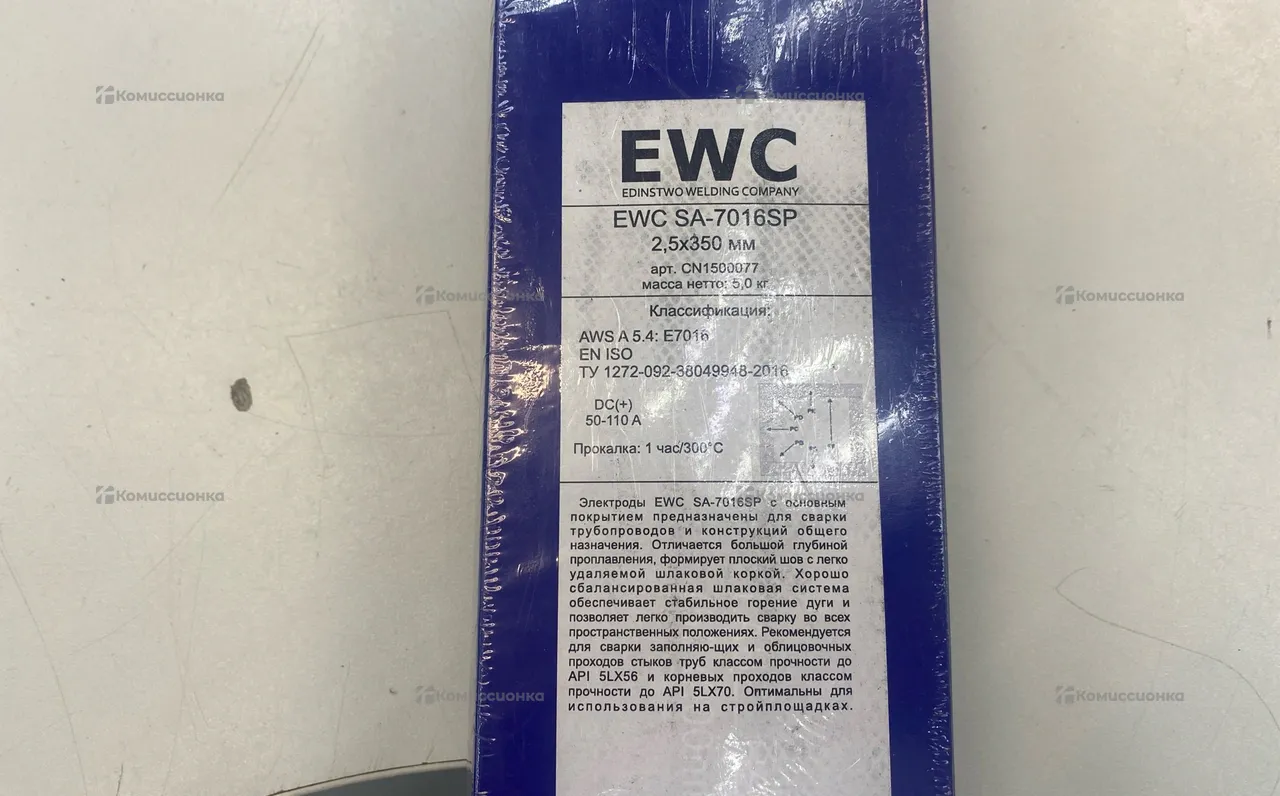 EWC
EDINSTWO WELDING COMPANY
EWC SA-7016SP
2,5х350 мм
арт. CN1500077
масса нетто: 5,0 кг
Классификация:
AWS A 5.4: E7016
EN ISO
ТУ 1272-092-38049948-2016
DC(+)
50-110 А
Прокалка: 1 час/300°С
Электроды EWC SA-7016SP с основным
покрытием предназначены для сварки
трубопроводов и конструкций общего
назначения. Отличается большой глубиной
проплавления, формирует плоский шов с легко
удаляемой шлаковой коркой. Хорошо
сбалансированная шлаковая система
обеспечивает стабильное горение дуги и
позволяет легко производить сварку во всех
пространственных положениях. Рекомендуется
для сварки заполняю-щих и облицовочных
проходов стыков труб классом прочности до
API 5LX56 и корневых проходов классом
прочности до API 5LX70. Оптимальны для
использования на стройплощадках.
Комиссионка
Комиссионка
Комиссионка
Комиссионка
Комиссионка
Комиссионка
Комиссионка
Комиссионка